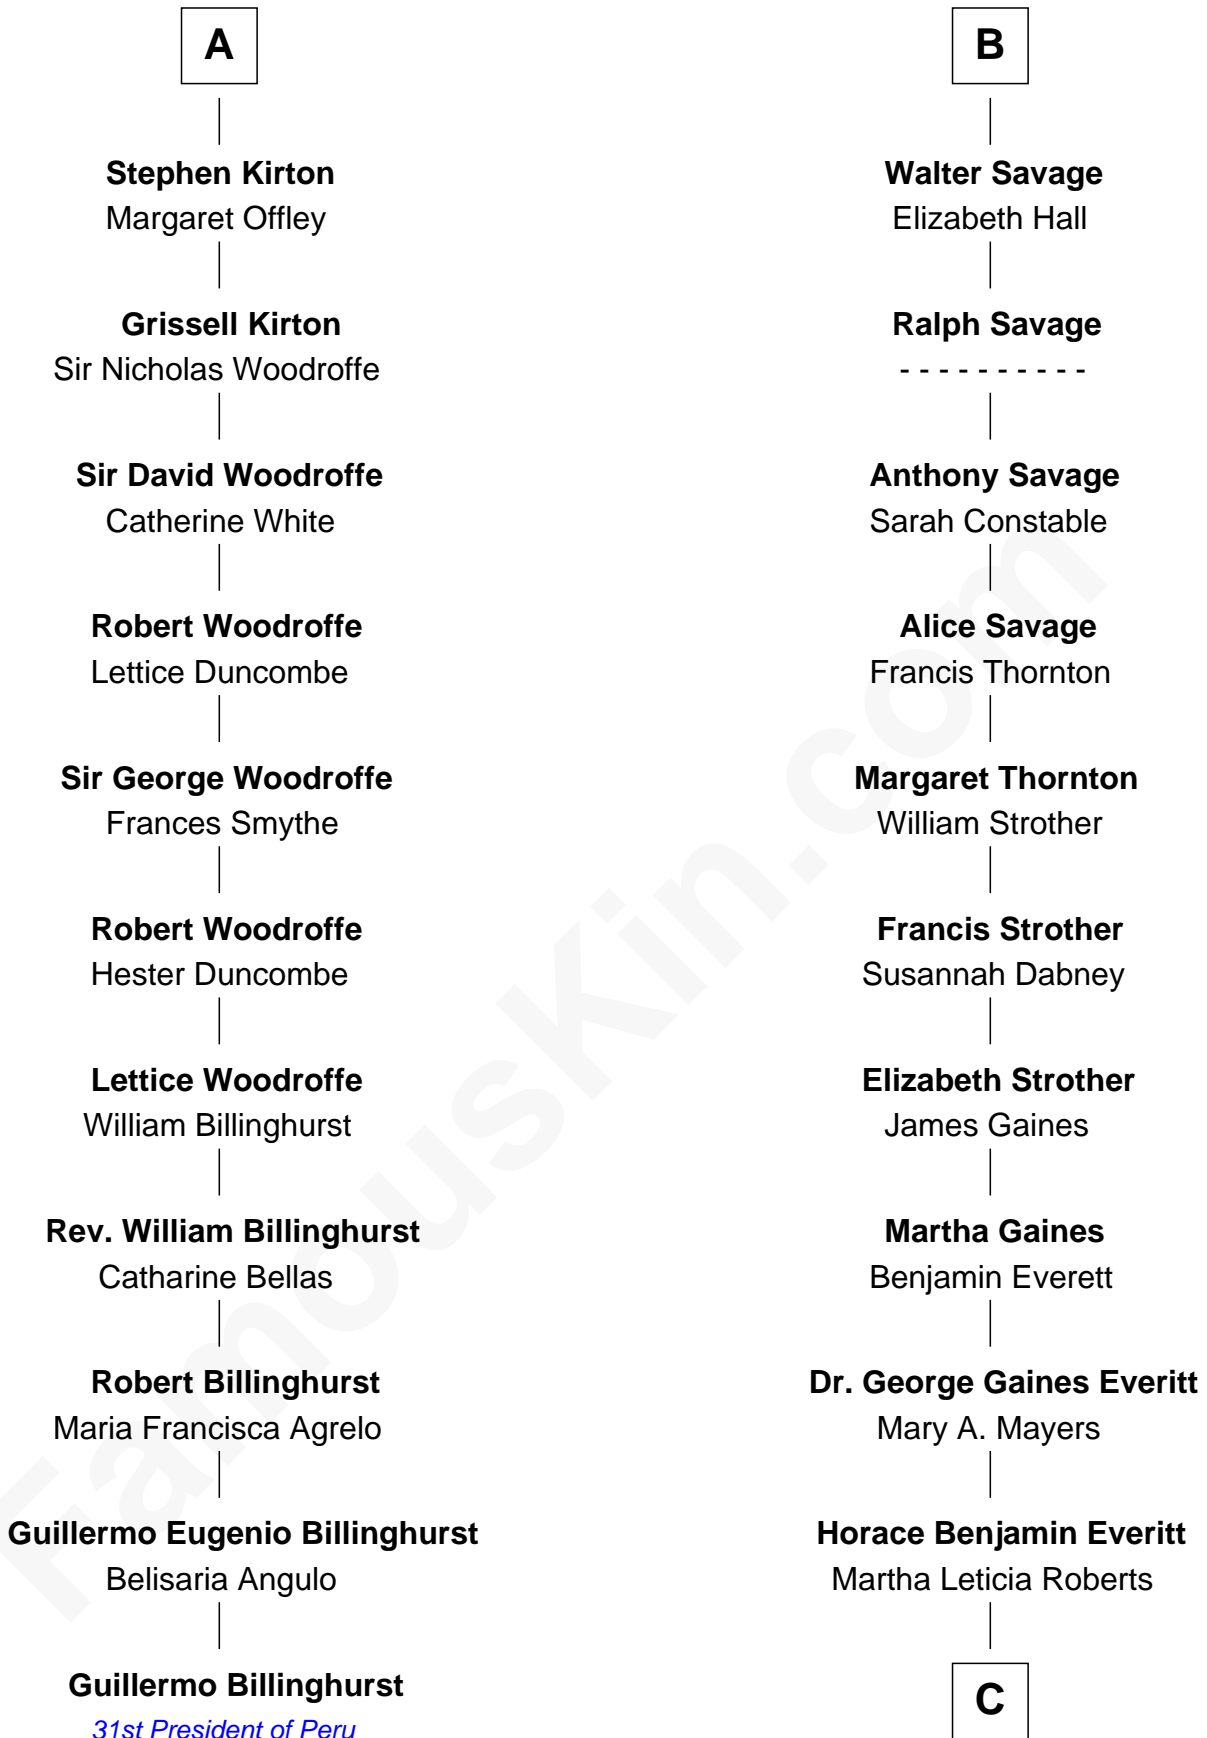 A
Stephen Kirton
Margaret Offley
Grissell Kirton
Sir Nicholas Woodroffe
Sir David Woodroffe
Catherine White
Robert Woodroffe
Lettice Duncombe
Sir George Woodroffe
Frances Smythe
Robert Woodroffe
Hester Duncombe
Lettice Woodroffe
William Billinghurst
Rev. William Billinghurst
Catharine Bellas
Robert Billinghurst
Maria Francisca Agrelo
Guillermo Eugenio Billinghurst
Belisaria Angulo
Guillermo Billinghurst
31st President of Peru
B
Walter Savage
Elizabeth Hall
Ralph Savage
- - - - - - - - - -
Anthony Savage
Sarah Constable
Alice Savage
Francis Thornton
Margaret Thornton
William Strother
Francis Strother
Susannah Dabney
Elizabeth Strother
James Gaines
Martha Gaines
Benjamin Everett
Dr. George Gaines Everitt
Mary A. Mayers
Horace Benjamin Everitt
Martha Leticia Roberts
C
FamousKin.com